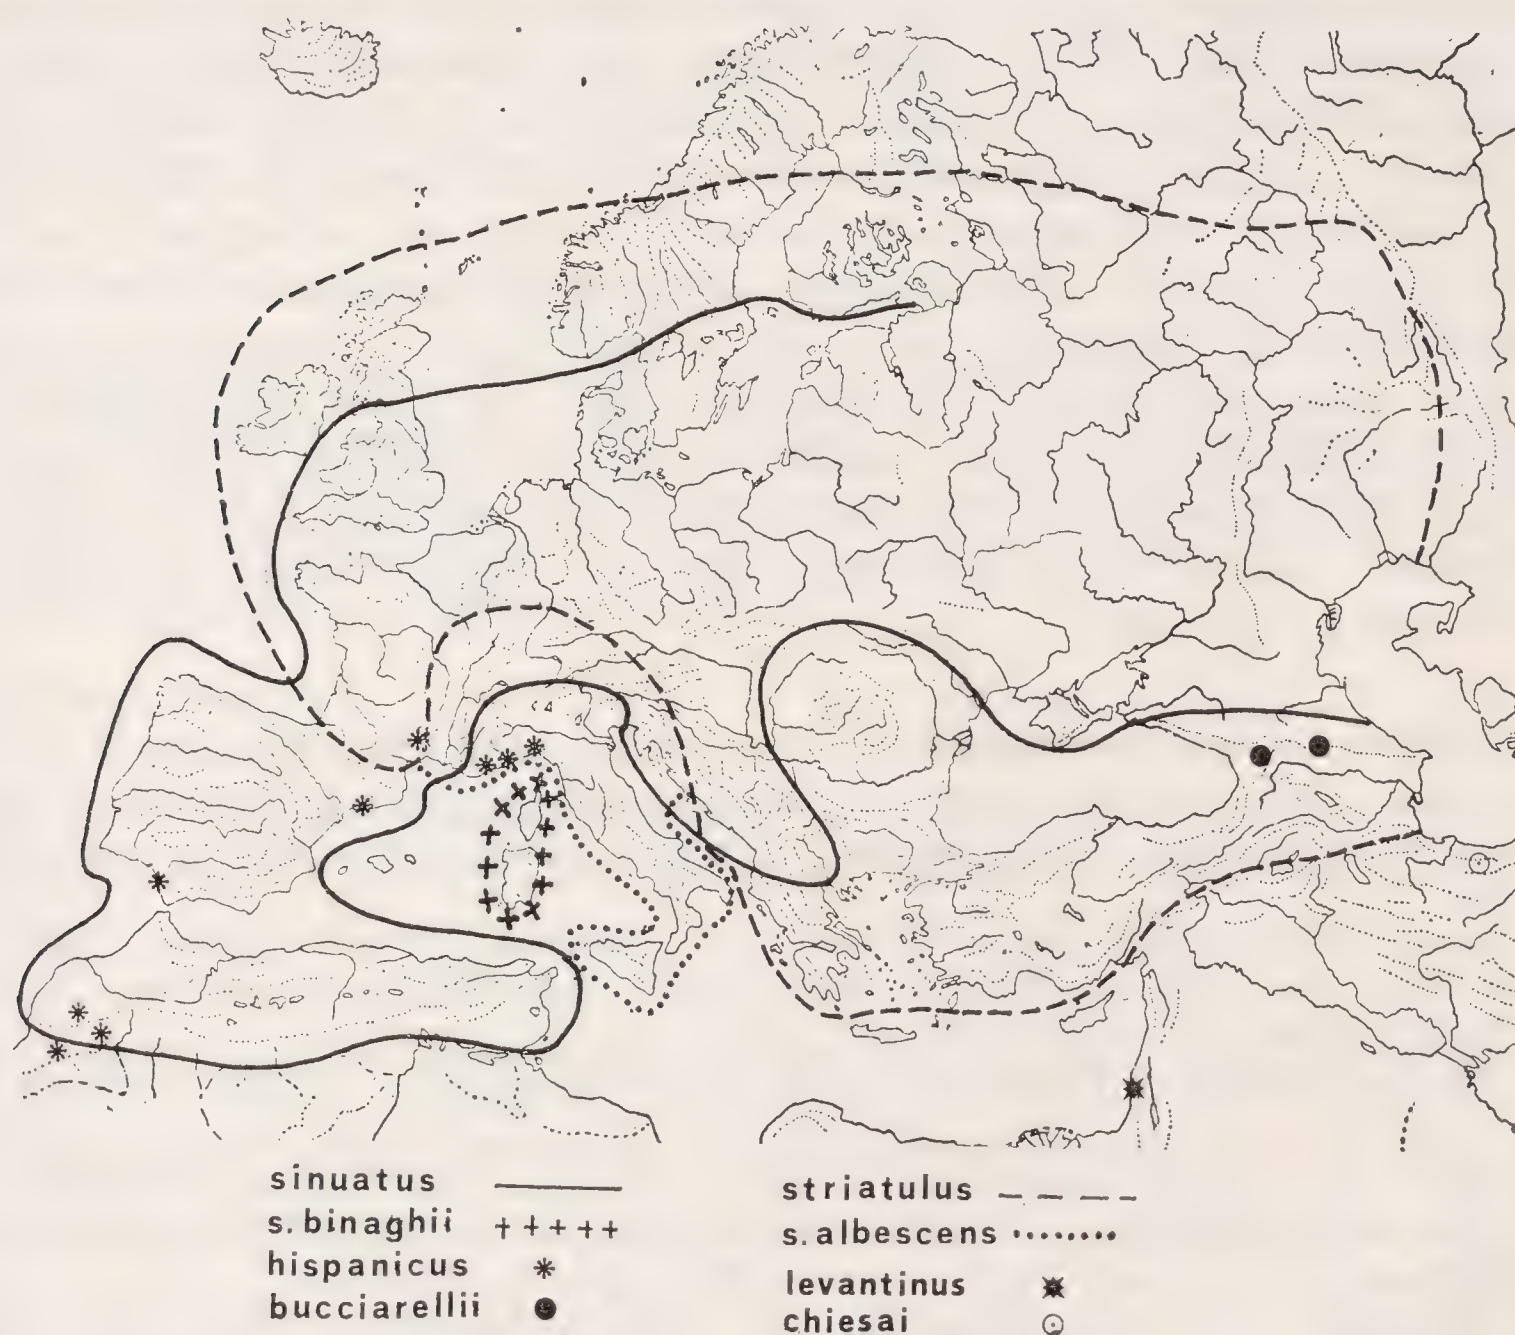 sinuatus
s. binaghii
hispanicus
bucciarellii
striatulus
s. albescens
levantinus
chiesai